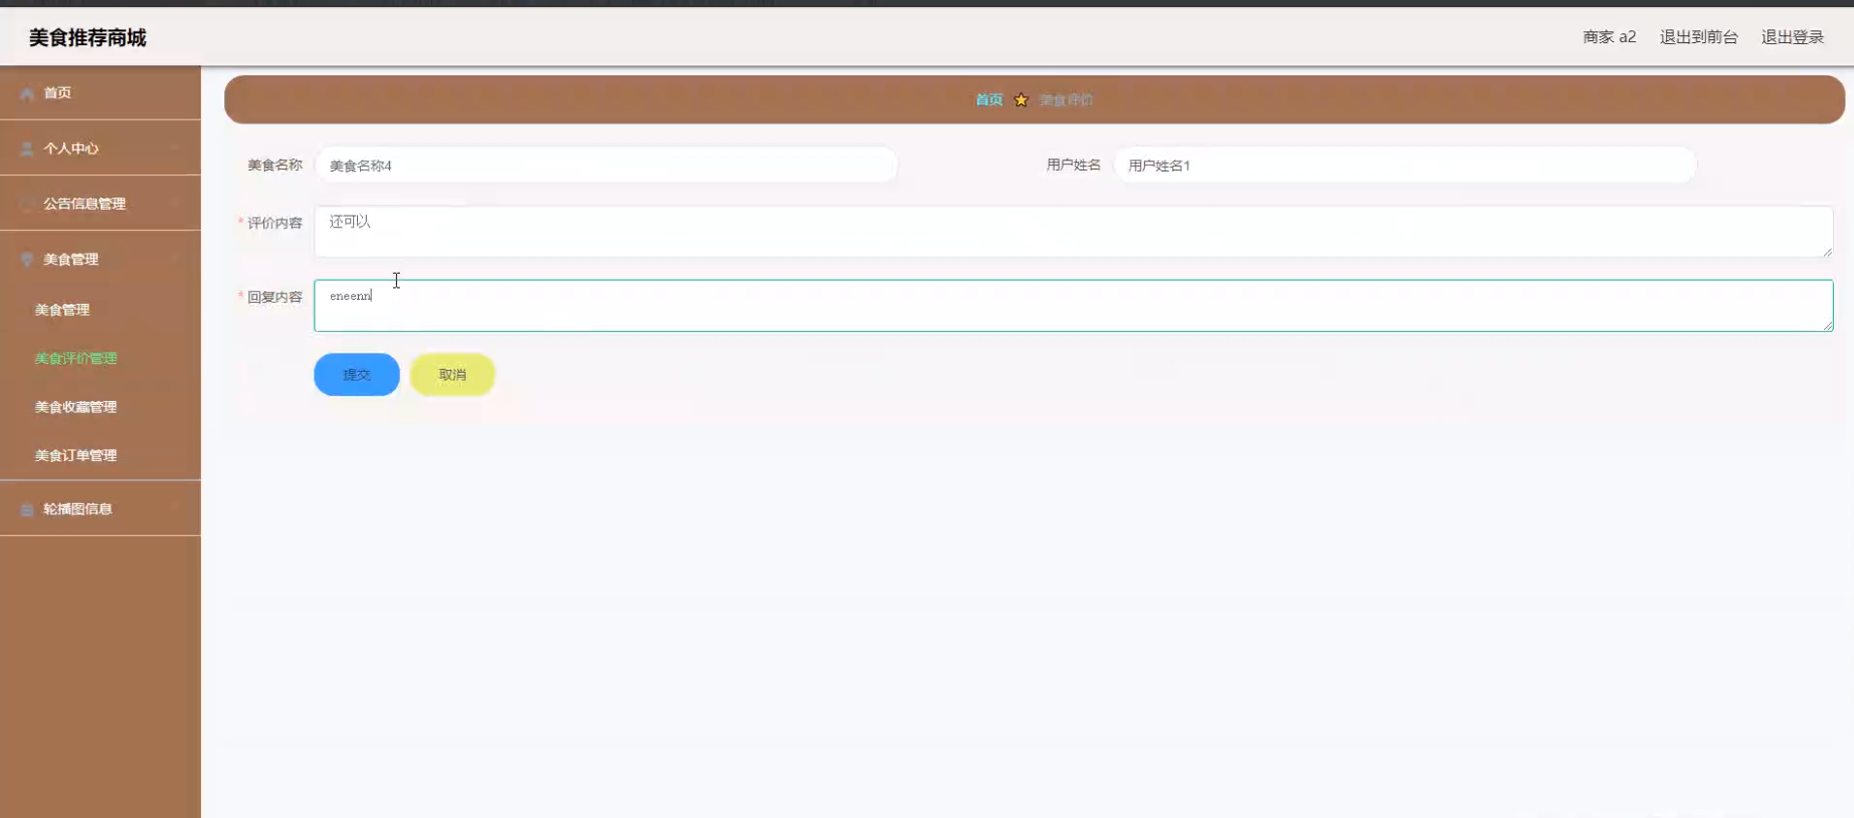 美食推荐商城
商家 a2 退出到前台 退出登录
首页
个人中心
公告信息管理
美食管理
美食管理
美食评价管理
美食收藏管理
美食订单管理
轮播图信息
首页 美食评价
美食名称 美食名称4
用户姓名 用户姓名1
* 评价内容 还可以
* 回复内容 eneenn
提交 取消